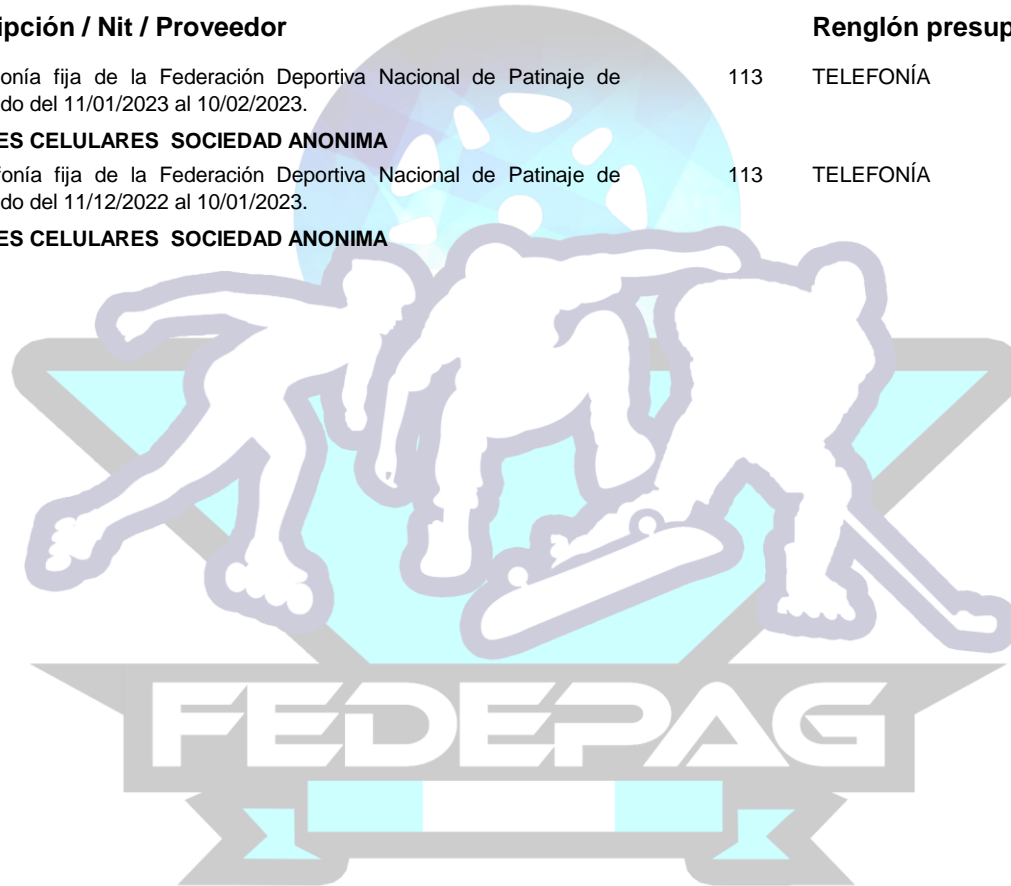 ipción / Nit / Proveedor Renglón presup
onía fija de la Federación Deportiva Nacional de Patinaje de 113 TELEFONÍA
do del 11/01/2023 al 10/02/2023.
ES CELULARES SOCIEDAD ANONIMA
fonía fija de la Federación Deportiva Nacional de Patinaje de 113 TELEFONÍA
do del 11/12/2022 al 10/01/2023.
ES CELULARES SOCIEDAD ANONIMA
FEDEPAG